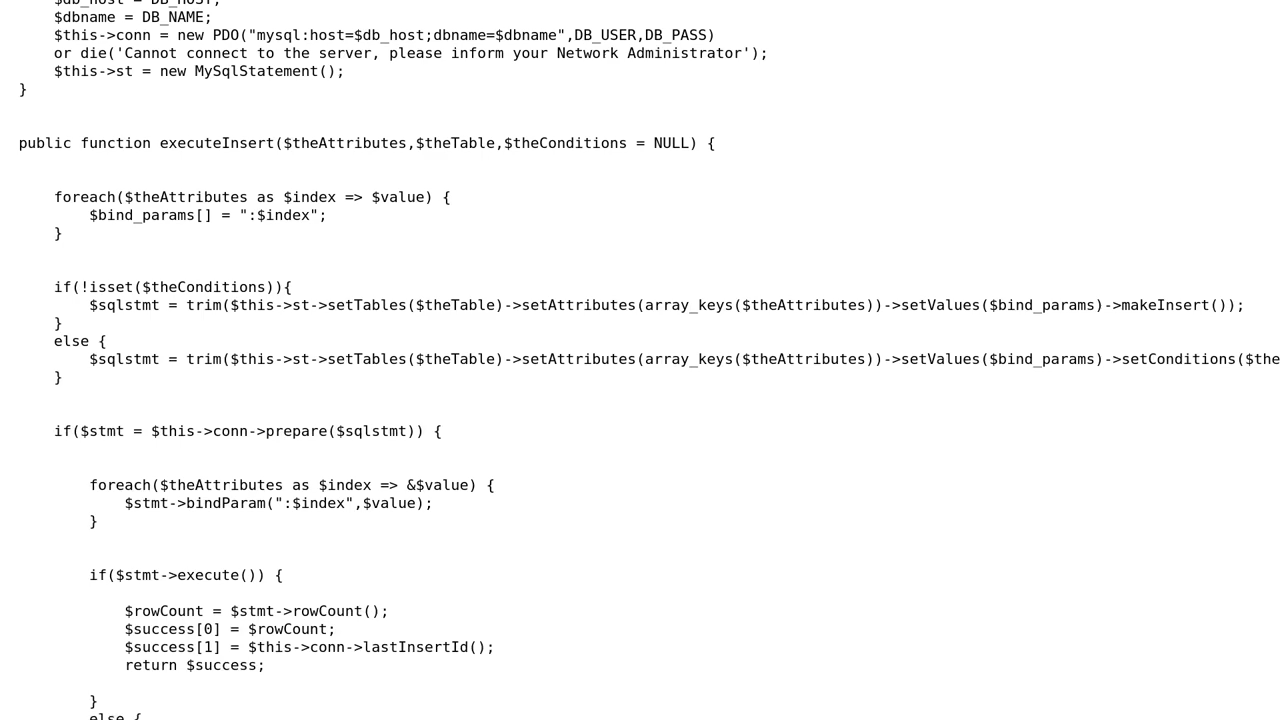 $db_host = DB_HOST;
$dbname = DB_NAME;
$this->conn = new PDO("mysql:host=$db_host;dbname=$dbname",DB_USER,DB_PASS)
or die('Cannot connect to the server, please inform your Network Administrator');
$this->st = new MySqlStatement();
}
public function executeInsert($theAttributes,$theTable,$theConditions = NULL) {
foreach($theAttributes as $index => $value) {
$bind_params[] = ":$index";
}
if(!isset($theConditions)){
$sqlstmt = trim($this->st->setTables($theTable)->setAttributes(array_keys($theAttributes))->setValues($bind_params)->makeInsert());
}
else {
$sqlstmt = trim($this->st->setTables($theTable)->setAttributes(array_keys($theAttributes))->setValues($bind_params)->setConditions($the
}
if($stmt = $this->conn->prepare($sqlstmt)) {
foreach($theAttributes as $index => &$value) {
$stmt->bindParam(":$index",$value);
}
if($stmt->execute()) {
$rowCount = $stmt->rowCount();
$success[0] = $rowCount;
$success[1] = $this->conn->lastInsertId();
return $success;
}
else {